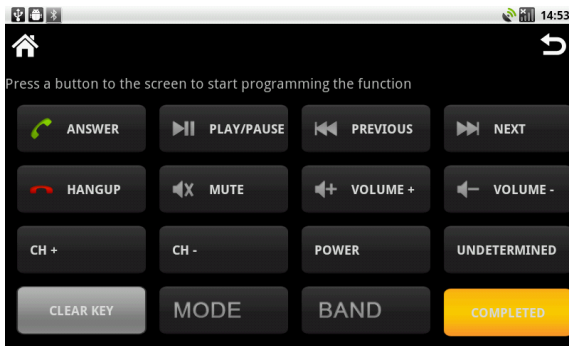 14:53
Press a button to the screen to start programming the function
ANSWER PLAY/PAUSE PREVIOUS NEXT
HANGUP MUTE VOLUME + VOLUME -
CH + CH - POWER UNDETERMINED
CLEAR KEY MODE BAND COMPLETED